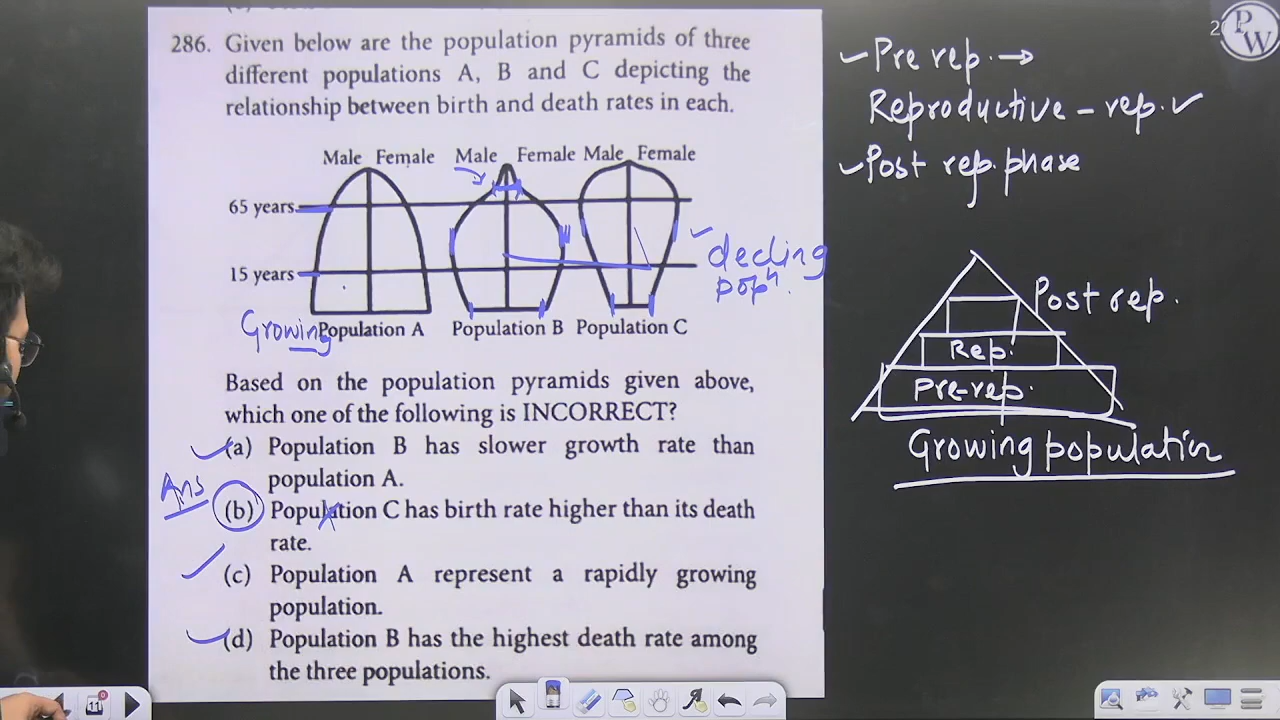 286. Given below are the population pyramids of three
different populations A, B and C depicting the
relationship between birth and death rates in each.
Male Female Male Female Male Female
65 years
15 years
Growing
Population A Population B Population C
decling
popn.
Based on the population pyramids given above,
which one of the following is INCORRECT?
(a) Population B has slower growth rate than
population A.
Ans
(b) Population C has birth rate higher than its death
rate.
(c) Population A represent a rapidly growing
population.
(d) Population B has the highest death rate among
the three populations.
Pre rep. →
Reproductive - rep. ✓
Post rep. phase
Post rep.
Rep.
Pre-rep.
Growing population
PW
11
0